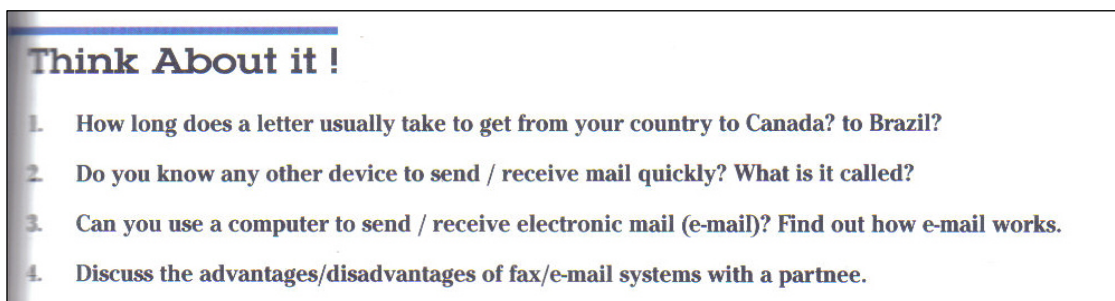 Think About it !
1. How long does a letter usually take to get from your country to Canada? to Brazil?
2. Do you know any other device to send / receive mail quickly? What is it called?
3. Can you use a computer to send / receive electronic mail (e-mail)? Find out how e-mail works.
4. Discuss the advantages/disadvantages of fax/e-mail systems with a partnee.